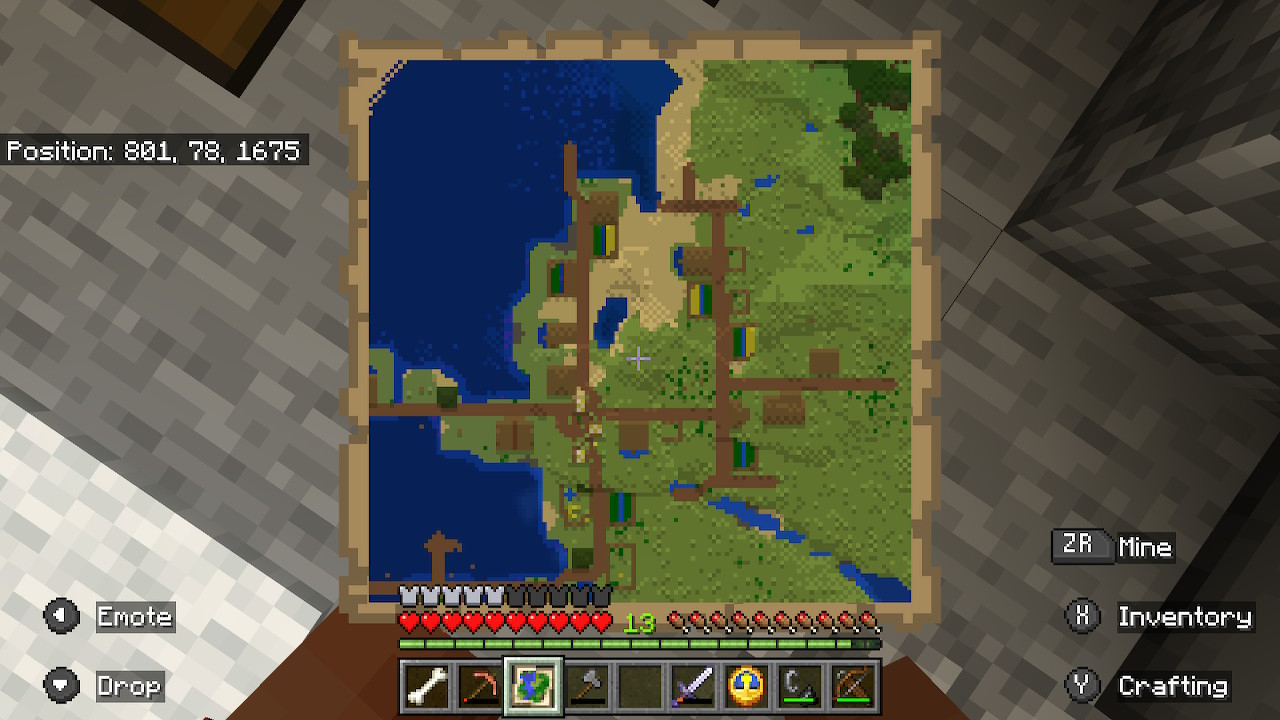 Position: 801, 78, 1675
ZR Mine
Emote
X Inventory
13
Drop
Y Crafting